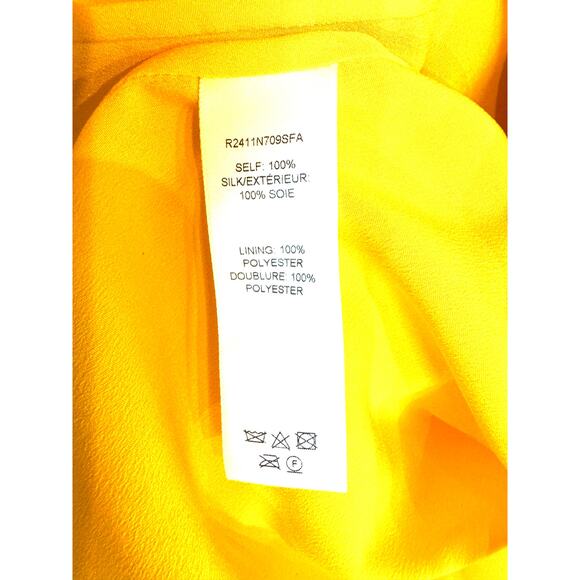 R2411N709SFA
SELF: 100%
SILK/EXTÉRIEUR:
100% SOIE
LINING: 100%
POLYESTER
DOUBLURE: 100%
POLYESTER
F